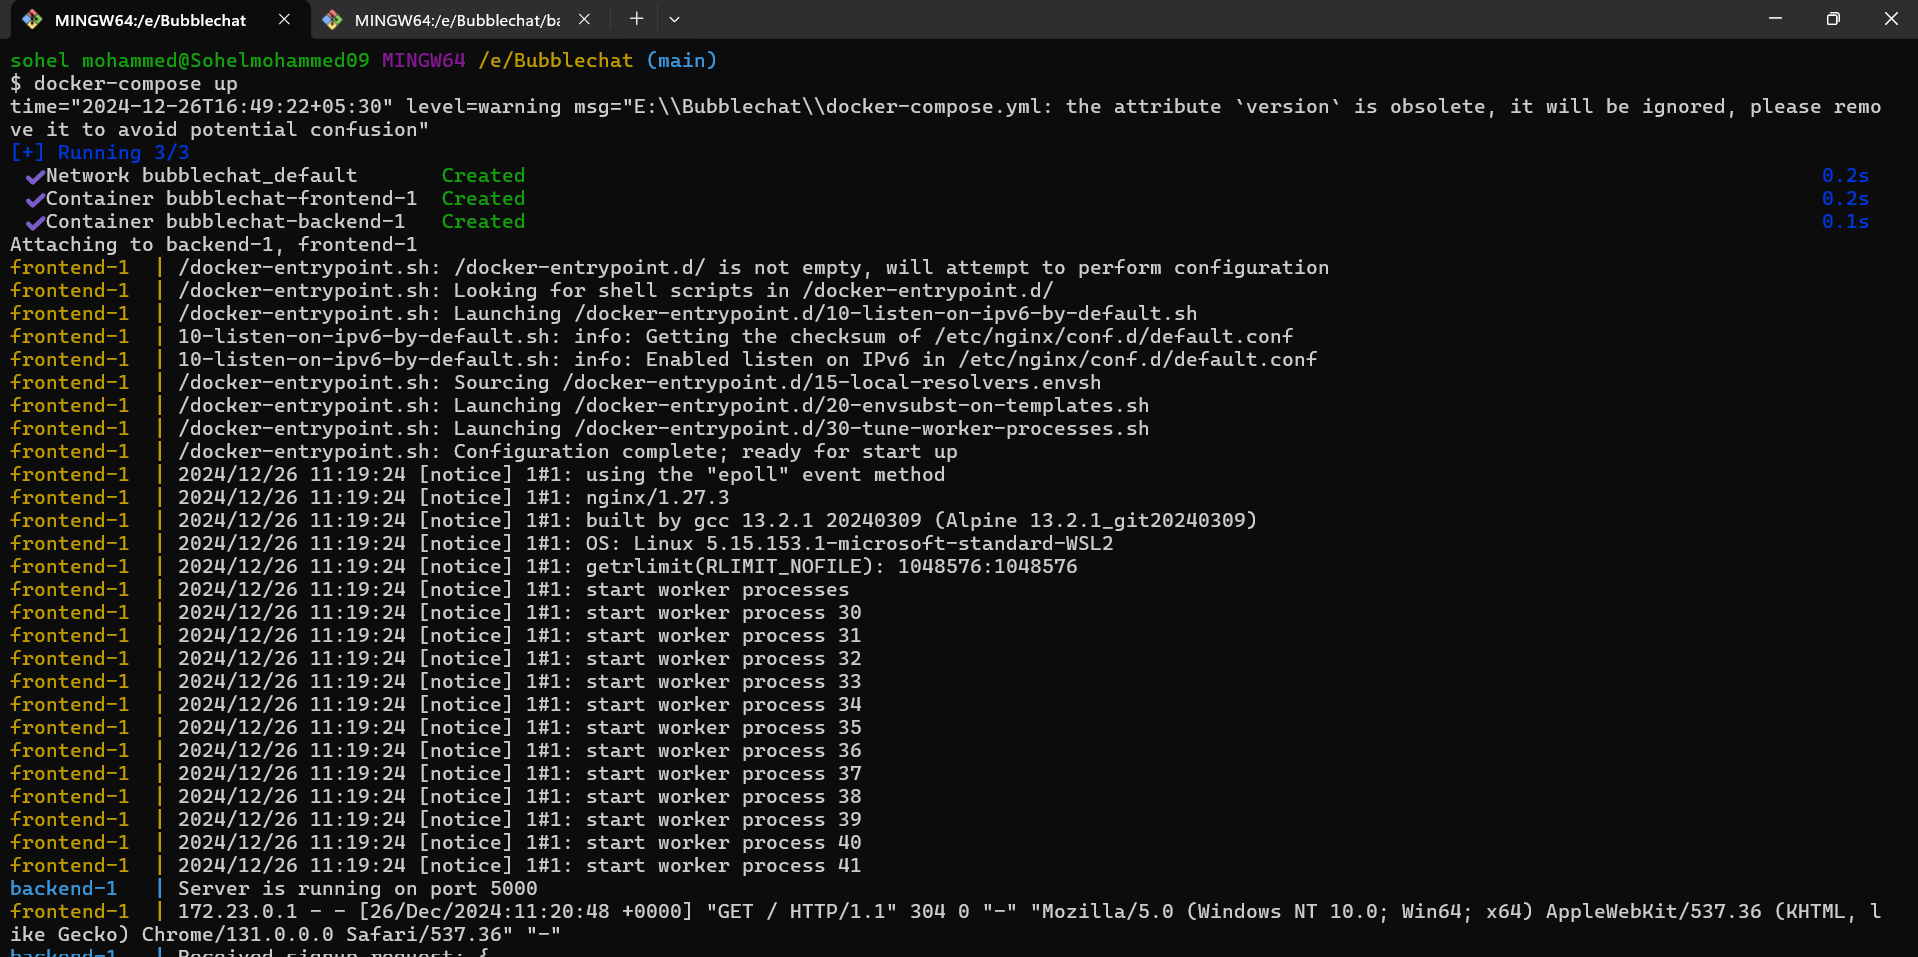 MINGW64:/e/Bubblechat
MINGW64:/e/Bubblechat/ba
sohel mohammed@Sohelmohammed09 MINGW64 /e/Bubblechat (main)
$ docker-compose up
time="2024-12-26T16:49:22+05:30" level=warning msg="E:\\Bubblechat\\docker-compose.yml: the attribute `version` is obsolete, it will be ignored, please remo
ve it to avoid potential confusion"
[+] Running 3/3
✔Network bubblechat_default Created 0.2s
✔Container bubblechat-frontend-1 Created 0.2s
✔Container bubblechat-backend-1 Created 0.1s
Attaching to backend-1, frontend-1
frontend-1 | /docker-entrypoint.sh: /docker-entrypoint.d/ is not empty, will attempt to perform configuration
frontend-1 | /docker-entrypoint.sh: Looking for shell scripts in /docker-entrypoint.d/
frontend-1 | /docker-entrypoint.sh: Launching /docker-entrypoint.d/10-listen-on-ipv6-by-default.sh
frontend-1 | 10-listen-on-ipv6-by-default.sh: info: Getting the checksum of /etc/nginx/conf.d/default.conf
frontend-1 | 10-listen-on-ipv6-by-default.sh: info: Enabled listen on IPv6 in /etc/nginx/conf.d/default.conf
frontend-1 | /docker-entrypoint.sh: Sourcing /docker-entrypoint.d/15-local-resolvers.envsh
frontend-1 | /docker-entrypoint.sh: Launching /docker-entrypoint.d/20-envsubst-on-templates.sh
frontend-1 | /docker-entrypoint.sh: Launching /docker-entrypoint.d/30-tune-worker-processes.sh
frontend-1 | /docker-entrypoint.sh: Configuration complete; ready for start up
frontend-1 | 2024/12/26 11:19:24 [notice] 1#1: using the "epoll" event method
frontend-1 | 2024/12/26 11:19:24 [notice] 1#1: nginx/1.27.3
frontend-1 | 2024/12/26 11:19:24 [notice] 1#1: built by gcc 13.2.1 20240309 (Alpine 13.2.1_git20240309)
frontend-1 | 2024/12/26 11:19:24 [notice] 1#1: OS: Linux 5.15.153.1-microsoft-standard-WSL2
frontend-1 | 2024/12/26 11:19:24 [notice] 1#1: getrlimit(RLIMIT_NOFILE): 1048576:1048576
frontend-1 | 2024/12/26 11:19:24 [notice] 1#1: start worker processes
frontend-1 | 2024/12/26 11:19:24 [notice] 1#1: start worker process 30
frontend-1 | 2024/12/26 11:19:24 [notice] 1#1: start worker process 31
frontend-1 | 2024/12/26 11:19:24 [notice] 1#1: start worker process 32
frontend-1 | 2024/12/26 11:19:24 [notice] 1#1: start worker process 33
frontend-1 | 2024/12/26 11:19:24 [notice] 1#1: start worker process 34
frontend-1 | 2024/12/26 11:19:24 [notice] 1#1: start worker process 35
frontend-1 | 2024/12/26 11:19:24 [notice] 1#1: start worker process 36
frontend-1 | 2024/12/26 11:19:24 [notice] 1#1: start worker process 37
frontend-1 | 2024/12/26 11:19:24 [notice] 1#1: start worker process 38
frontend-1 | 2024/12/26 11:19:24 [notice] 1#1: start worker process 39
frontend-1 | 2024/12/26 11:19:24 [notice] 1#1: start worker process 40
frontend-1 | 2024/12/26 11:19:24 [notice] 1#1: start worker process 41
backend-1 | Server is running on port 5000
frontend-1 | 172.23.0.1 - - [26/Dec/2024:11:20:48 +0000] "GET / HTTP/1.1" 304 0 "-" "Mozilla/5.0 (Windows NT 10.0; Win64; x64) AppleWebKit/537.36 (KHTML, l
ike Gecko) Chrome/131.0.0.0 Safari/537.36" "-"
backend-1 | Received signup request: {